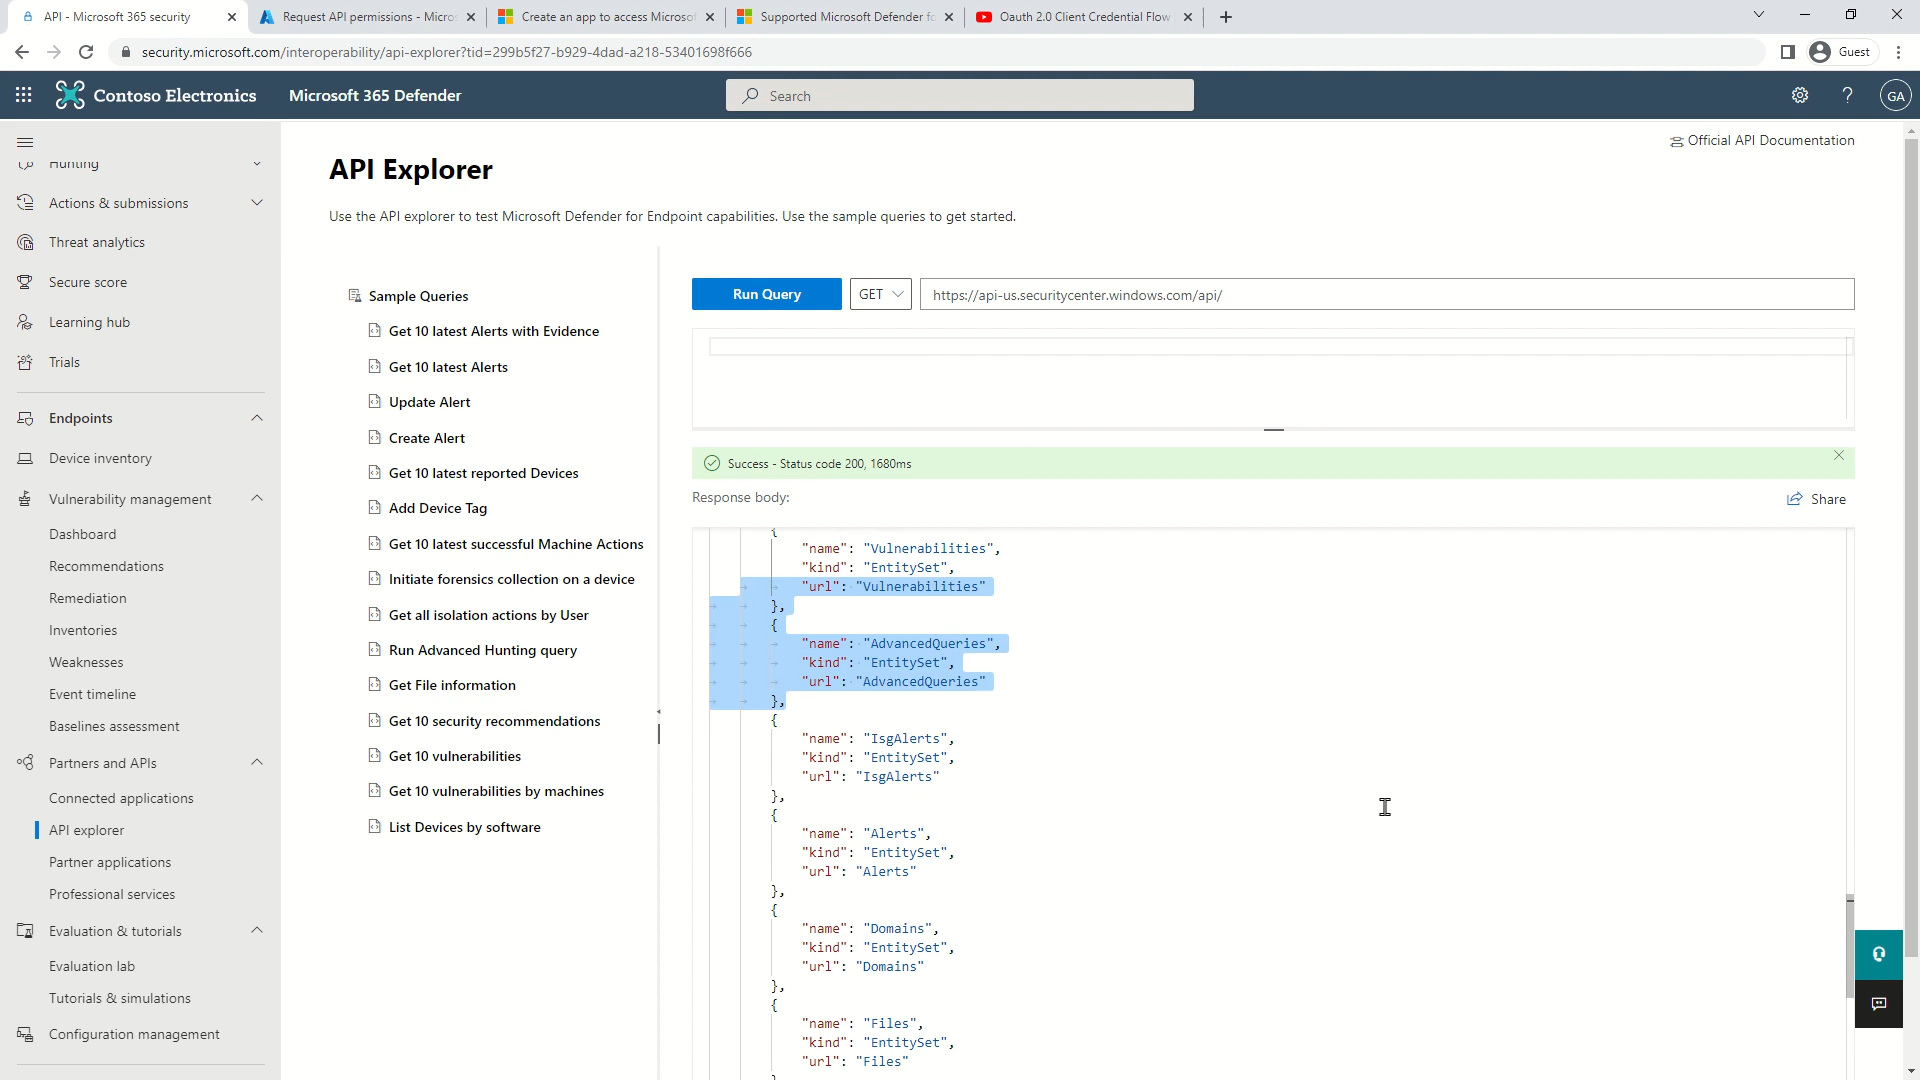 API - Microsoft 365 security
Request API permissions - Micros
Create an app to access Microsof
Supported Microsoft Defender fo
Oauth 2.0 Client Credential Flow
security.microsoft.com/interoperability/api-explorer?tid=299b5f27-b929-4dad-a218-53401698f666
Guest
Contoso Electronics
Microsoft 365 Defender
Search
GA
Hunting
Actions & submissions
Threat analytics
Secure score
Learning hub
Trials
Endpoints
Device inventory
Vulnerability management
Dashboard
Recommendations
Remediation
Inventories
Weaknesses
Event timeline
Baselines assessment
Partners and APIs
Connected applications
API explorer
Partner applications
Professional services
Evaluation & tutorials
Evaluation lab
Tutorials & simulations
Configuration management
Official API Documentation
API Explorer
Use the API explorer to test Microsoft Defender for Endpoint capabilities. Use the sample queries to get started.
Sample Queries
Get 10 latest Alerts with Evidence
Get 10 latest Alerts
Update Alert
Create Alert
Get 10 latest reported Devices
Add Device Tag
Get 10 latest successful Machine Actions
Initiate forensics collection on a device
Get all isolation actions by User
Run Advanced Hunting query
Get File information
Get 10 security recommendations
Get 10 vulnerabilities
Get 10 vulnerabilities by machines
List Devices by software
Run Query
GET
https://api-us.securitycenter.windows.com/api/
Success - Status code 200, 1680ms
Response body:
Share
{
"name": "Vulnerabilities",
"kind": "EntitySet",
"url": "Vulnerabilities"
},
{
"name": "AdvancedQueries",
"kind": "EntitySet",
"url": "AdvancedQueries"
},
{
"name": "IsgAlerts",
"kind": "EntitySet",
"url": "IsgAlerts"
},
{
"name": "Alerts",
"kind": "EntitySet",
"url": "Alerts"
},
{
"name": "Domains",
"kind": "EntitySet",
"url": "Domains"
},
{
"name": "Files",
"kind": "EntitySet",
"url": "Files"
}